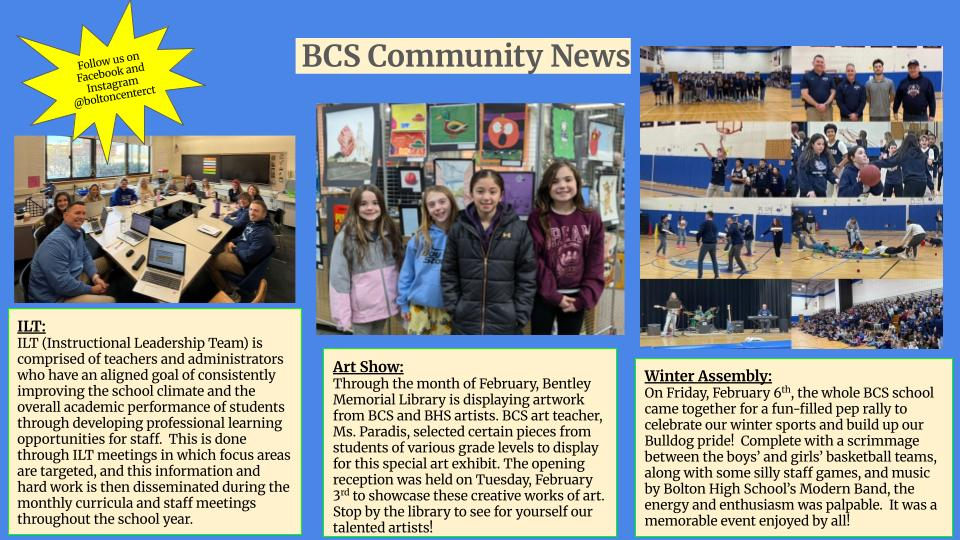 Follow us on
Facebook and
Instagram
@boltoncenterct
BCS Community News
ILT:
ILT (Instructional Leadership Team) is
comprised of teachers and administrators
who have an aligned goal of consistently
improving the school climate and the
overall academic performance of students
through developing professional learning
opportunities for staff.  This is done
through ILT meetings in which focus areas
are targeted, and this information and
hard work is then disseminated during the
monthly curricula and staff meetings
throughout the school year.
Art Show:
Through the month of February, Bentley
Memorial Library is displaying artwork
from BCS and BHS artists. BCS art teacher,
Ms. Paradis, selected certain pieces from
students of various grade levels to display
for this special art exhibit. The opening
reception was held on Tuesday, February
3rd to showcase these creative works of art.
Stop by the library to see for yourself our
talented artists!
Winter Assembly:
On Friday, February 6th, the whole BCS school
came together for a fun-filled pep rally to
celebrate our winter sports and build up our
Bulldog pride!  Complete with a scrimmage
between the boys’ and girls’ basketball teams,
along with some silly staff games, and music
by Bolton High School’s Modern Band, the
energy and enthusiasm was palpable.  It was a
memorable event enjoyed by all!